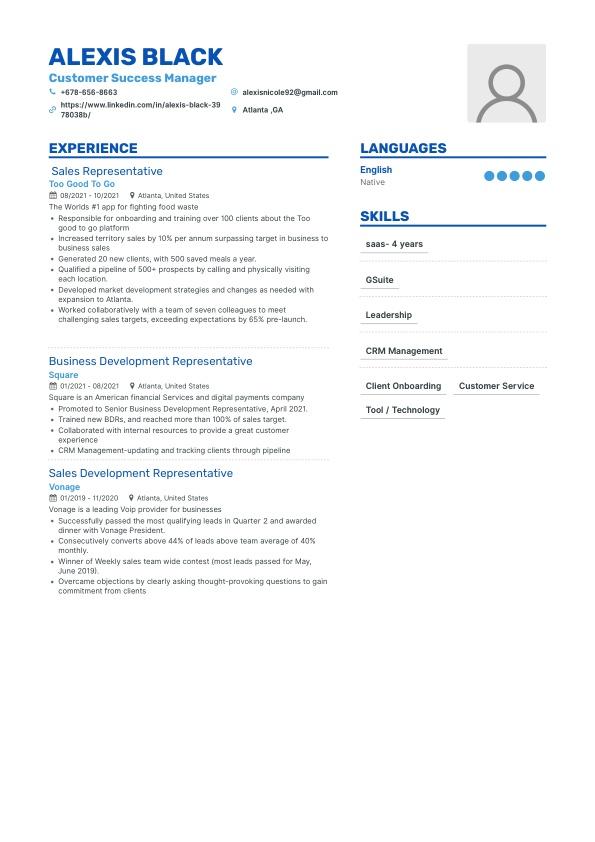 ALEXIS BLACK
Customer Success Manager
+678-656-8663
alexisnicole92@gmail.com
https://www.linkedin.com/in/alexis-black-39
78038b/
Atlanta ,GA
EXPERIENCE
Sales Representative
Too Good To Go
08/2021 - 10/2021 Atlanta, United States
The Worlds #1 app for fighting food waste
• Responsible for onboarding and training over 100 clients about the Too
good to go platform
• Increased territory sales by 10% per annum surpassing target in business to
business sales
• Generated 20 new clients, with 500 saved meals a year.
• Qualified a pipeline of 500+ prospects by calling and physically visiting
each location.
• Developed market development strategies and changes as needed with
expansion to Atlanta.
• Worked collaboratively with a team of seven colleagues to meet
challenging sales targets, exceeding expectations by 65% pre-launch.
Business Development Representative
Square
01/2021 - 08/2021 Atlanta, United States
Square is an American financial Services and digital payments company
• Promoted to Senior Business Development Representative, April 2021.
• Trained new BDRs, and reached more than 100% of sales target.
• Collaborated with internal resources to provide a great customer
experience
• CRM Management-updating and tracking clients through pipeline
Sales Development Representative
Vonage
01/2019 - 11/2020 Atlanta, United States
Vonage is a leading Voip provider for businesses
• Successfully passed the most qualifying leads in Quarter 2 and awarded
dinner with Vonage President.
• Consecutively converts above 44% of leads above team average of 40%
monthly.
• Winner of Weekly sales team wide contest (most leads passed for May,
June 2019).
• Overcame objections by clearly asking thought-provoking questions to gain
commitment from clients
LANGUAGES
English
Native
SKILLS
saas- 4 years
GSuite
Leadership
CRM Management
Client Onboarding Customer Service
Tool / Technology